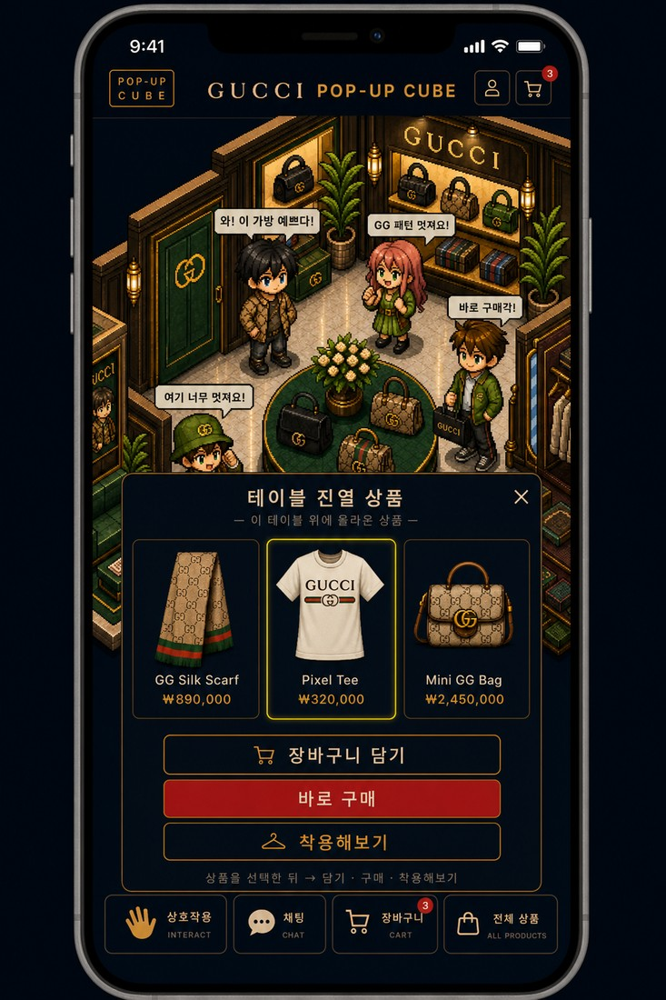 9:41
POP-UP
CUBE
GUCCI POP-UP CUBE
3
GUCCI
와! 이 가방 예쁘다!
GG 패턴 멋져요!
바로 구매각!
GUCCI
여기 너무 멋져요!
GUCCI
테이블 진열 상품
— 이 테이블 위에 올라온 상품 —
GUCCI
GG Silk Scarf
Pixel Tee
Mini GG Bag
₩890,000
₩320,000
₩2,450,000
장바구니 담기
바로 구매
착용해보기
상품을 선택한 뒤 → 담기 · 구매 · 착용해보기
상호작용
INTERACT
채팅
CHAT
3
장바구니
CART
전체 상품
ALL PRODUCTS